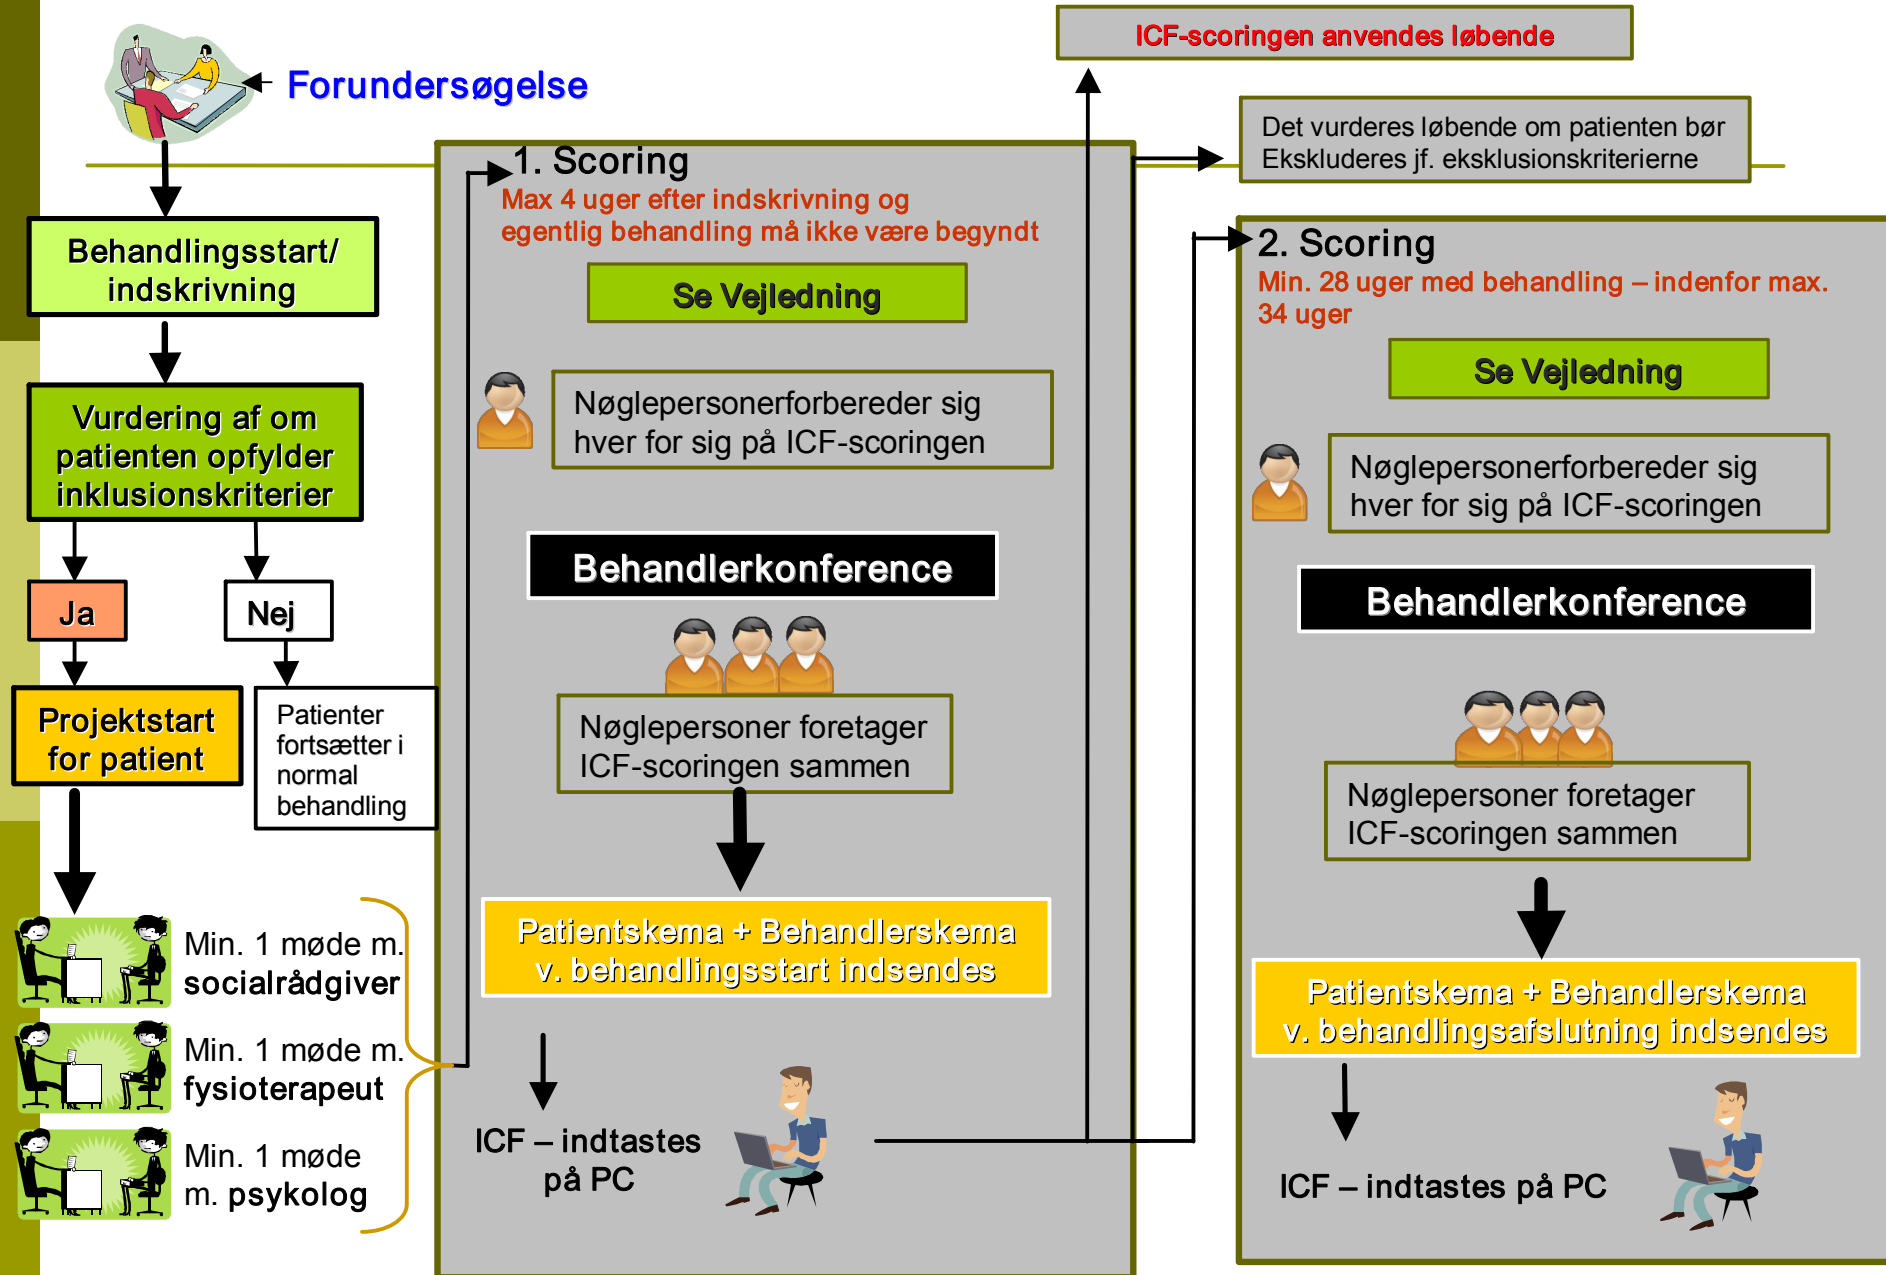 Forundersøgelse
Behandlingsstart/
indskrivning
Vurdering af om
patienten opfylder
inklusionskriterier
Ja
Nej
Projektstart
for patient
Patienter
fortsætter i
normal
behandling
Min. 1 møde m.
socialrådgiver
Min. 1 møde m.
fysioterapeut
Min. 1 møde
m. psykolog
1. Scoring
Max 4 uger efter indskrivning og
egentlig behandling må ikke være begyndt
Se Vejledning
Nøglepersonerforbereder sig
hver for sig på ICF-scoringen
Behandlerkonference
Nøglepersoner foretager
ICF-scoringen sammen
Patientskema + Behandlerskema
v. behandlingsstart indsendes
ICF – indtastes
på PC
ICF-scoringen anvendes løbende
Det vurderes løbende om patienten bør
Ekskluderes jf. eksklusionskriterierne
2. Scoring
Min. 28 uger med behandling – indenfor max.
34 uger
Se Vejledning
Nøglepersonerforbereder sig
hver for sig på ICF-scoringen
Behandlerkonference
Nøglepersoner foretager
ICF-scoringen sammen
Patientskema + Behandlerskema
v. behandlingsafslutning indsendes
ICF – indtastes på PC